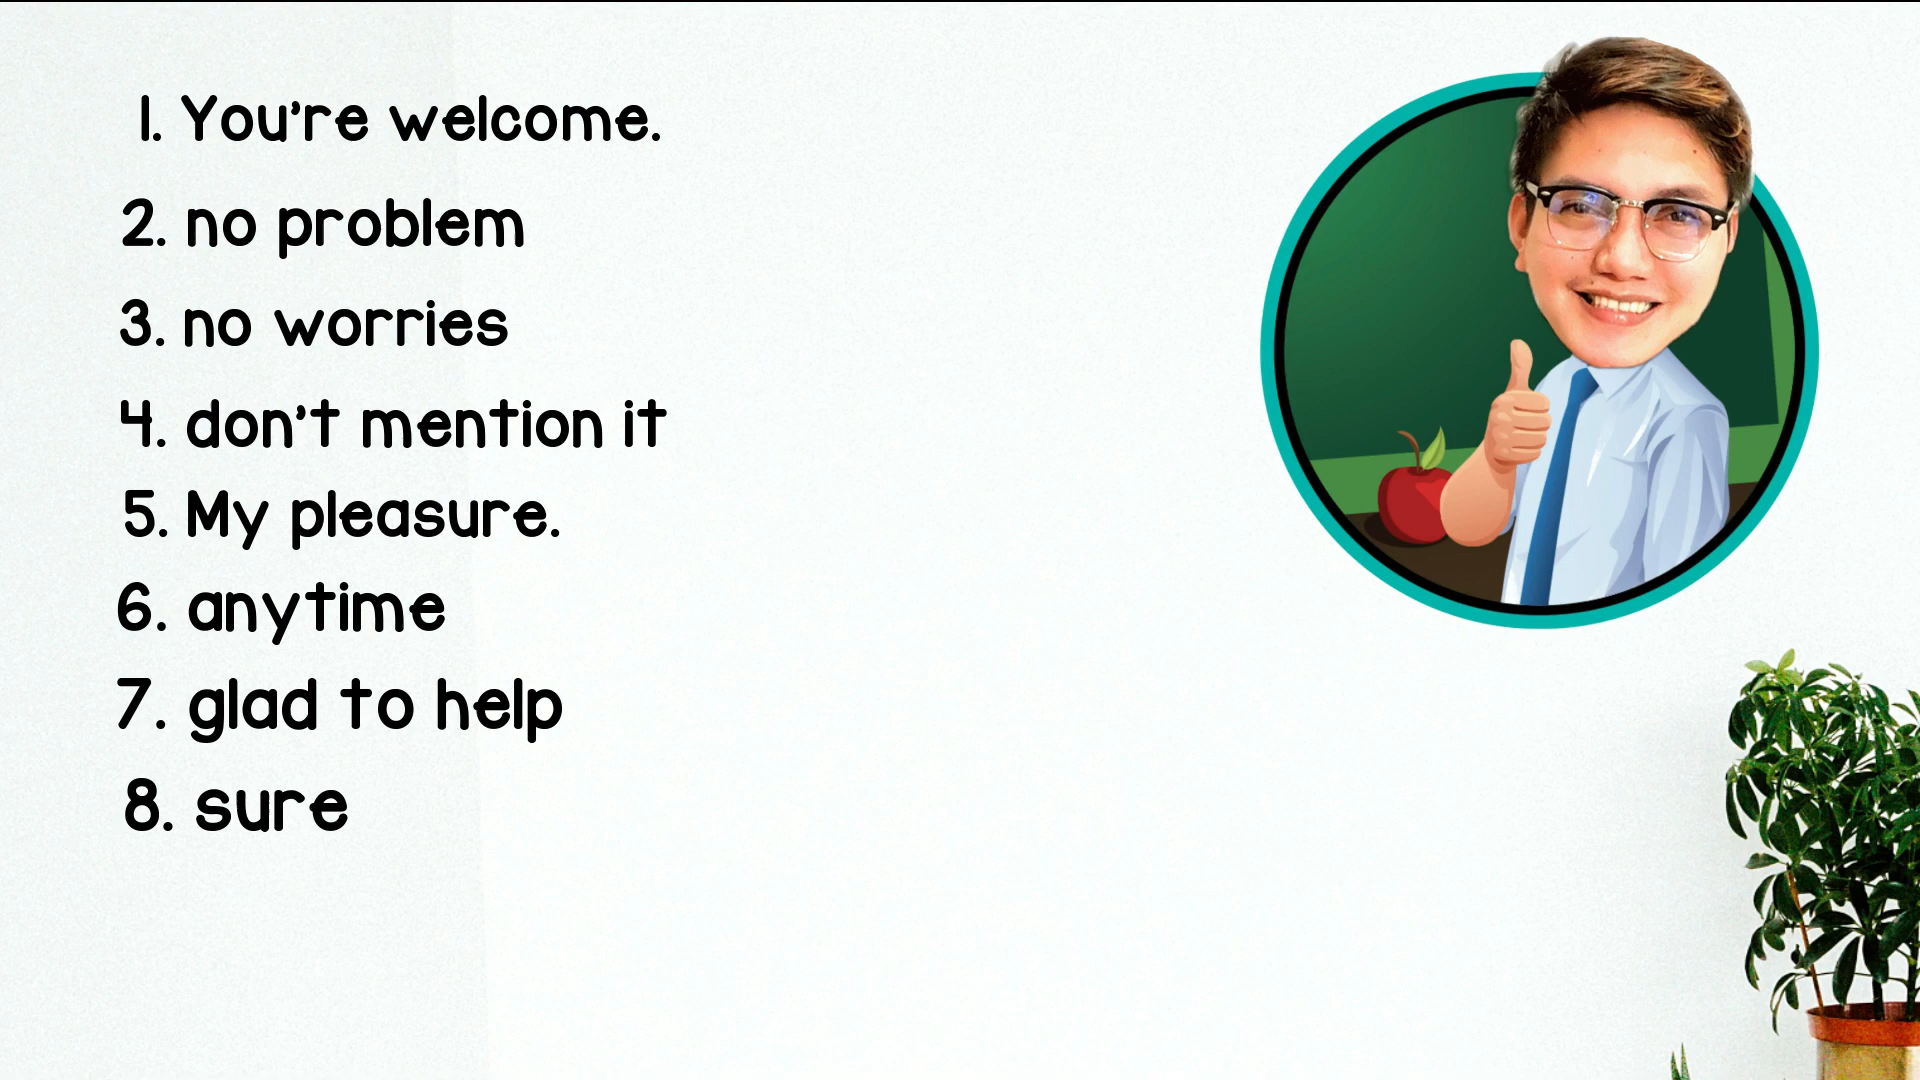 1. You're welcome.
2. no problem
3. no worries
4. don't mention it
5. My pleasure.
6. anytime
7. glad to help
8. sure